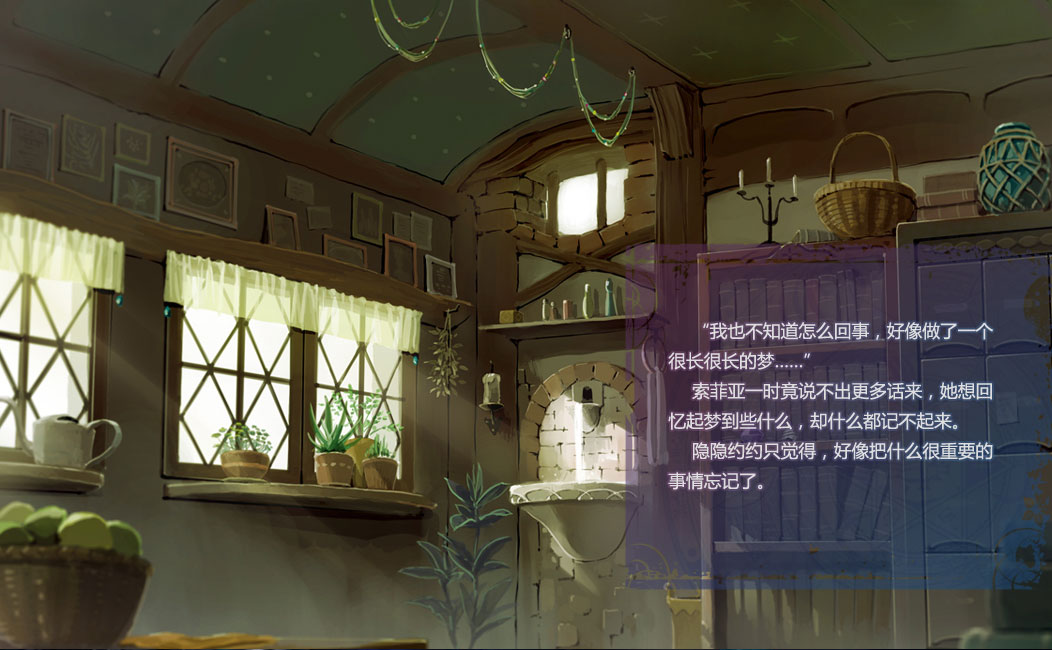 “我也不知道怎么回事，好像做了一个
很长很长的梦……”
索菲亚一时竟说不出更多话来，她想回
忆起梦到些什么，却什么都记不起来。
隐隐约约只觉得，好像把什么很重要的
事情忘记了。